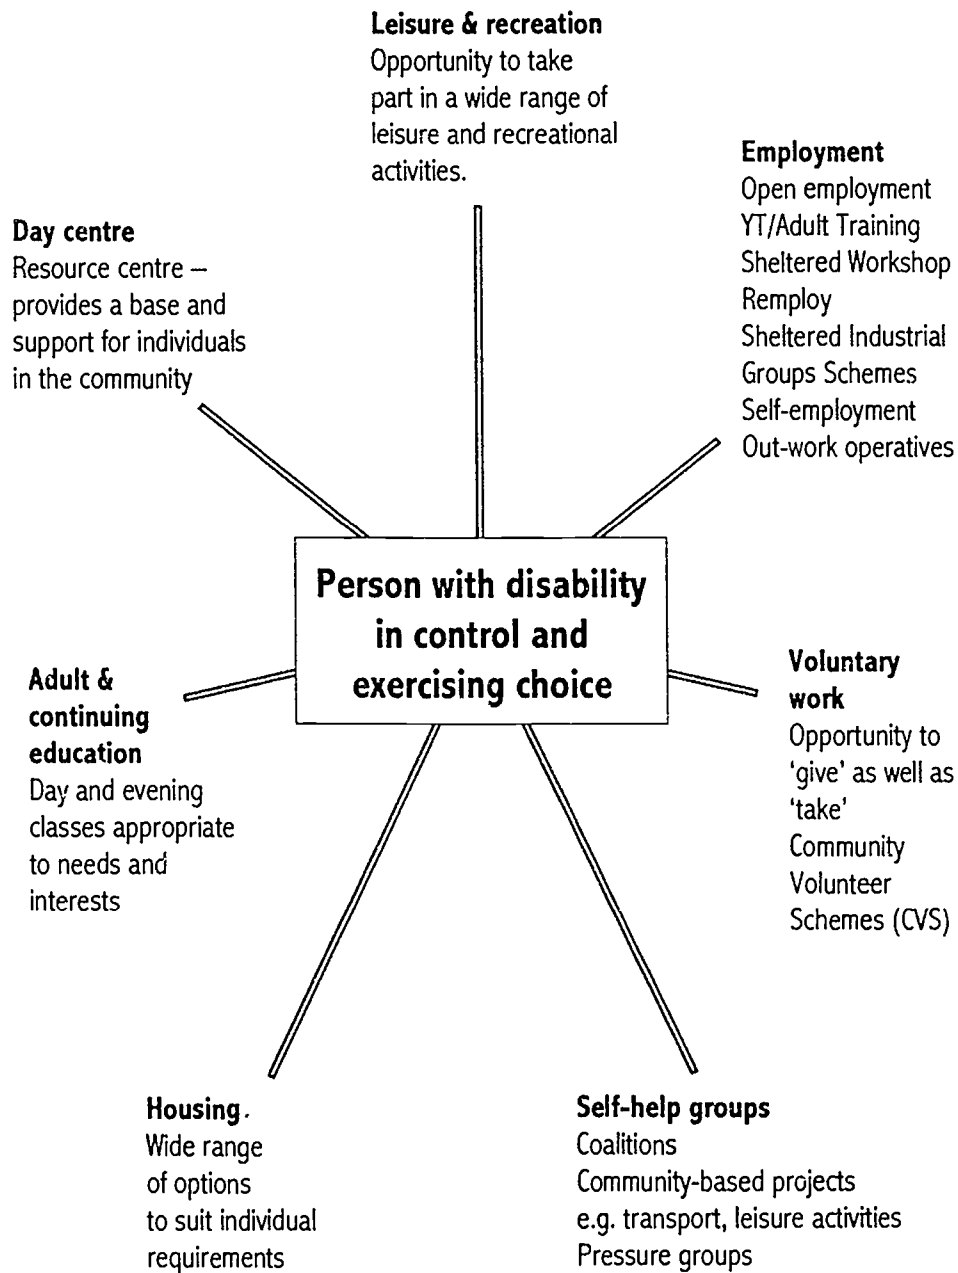 Leisure & recreation
Opportunity to take
part in a wide range of
leisure and recreational
activities.
Employment
Open employment
YT/Adult Training
Sheltered Workshop
Remploy
Sheltered Industrial
Groups Schemes
Self-employment
Out-work operatives
Day centre
Resource centre –
provides a base and
support for individuals
in the community
Person with disability
in control and
exercising choice
Adult &
continuing
education
Day and evening
classes appropriate
to needs and
interests
Voluntary
work
Opportunity to
‘give’ as well as
‘take’
Community
Volunteer
Schemes (CVS)
Housing.
Wide range
of options
to suit individual
requirements
Self-help groups
Coalitions
Community-based projects
e.g. transport, leisure activities
Pressure groups